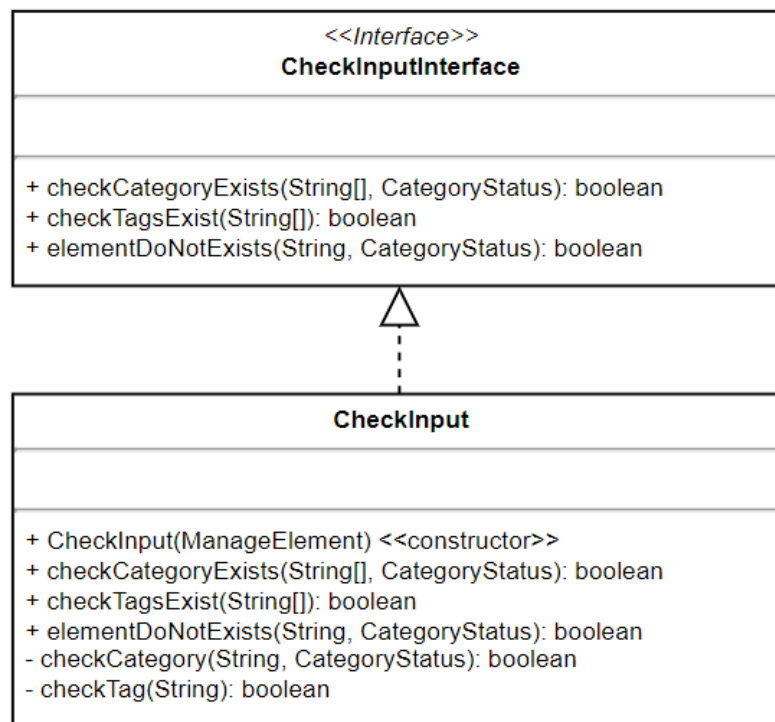 <<Interface>>
CheckInputInterface
+ checkCategoryExists(String[], CategoryStatus): boolean
+ checkTagsExist(String[]): boolean
+ elementDoNotExists(String, CategoryStatus): boolean
CheckInput
+ CheckInput(ManageElement) <<constructor>>
+ checkCategoryExists(String[], CategoryStatus): boolean
+ checkTagsExist(String[]): boolean
+ elementDoNotExists(String, CategoryStatus): boolean
- checkCategory(String, CategoryStatus): boolean
- checkTag(String): boolean